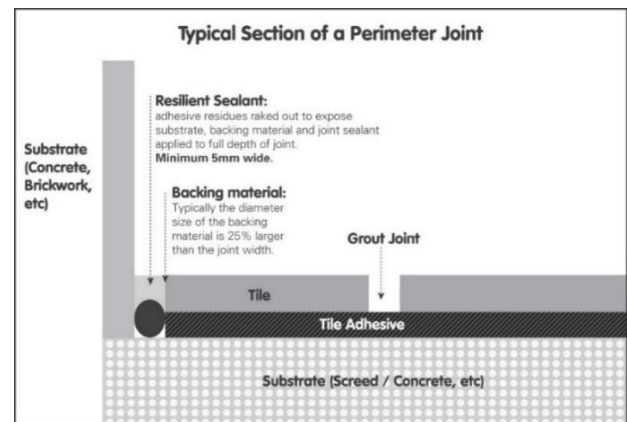 Typical Section of a Perimeter Joint
Resilient Sealant:
adhesive residues raked out to expose
substrate, backing material and joint sealant
applied to full depth of joint.
Minimum 5mm wide.
Substrate
(Concrete,
Brickwork,
etc)
Backing material:
Typically the diameter
size of the backing
material is 25% larger
than the joint width.
Grout Joint
Tile
Tile Adhesive
Substrate (Screed / Concrete, etc)